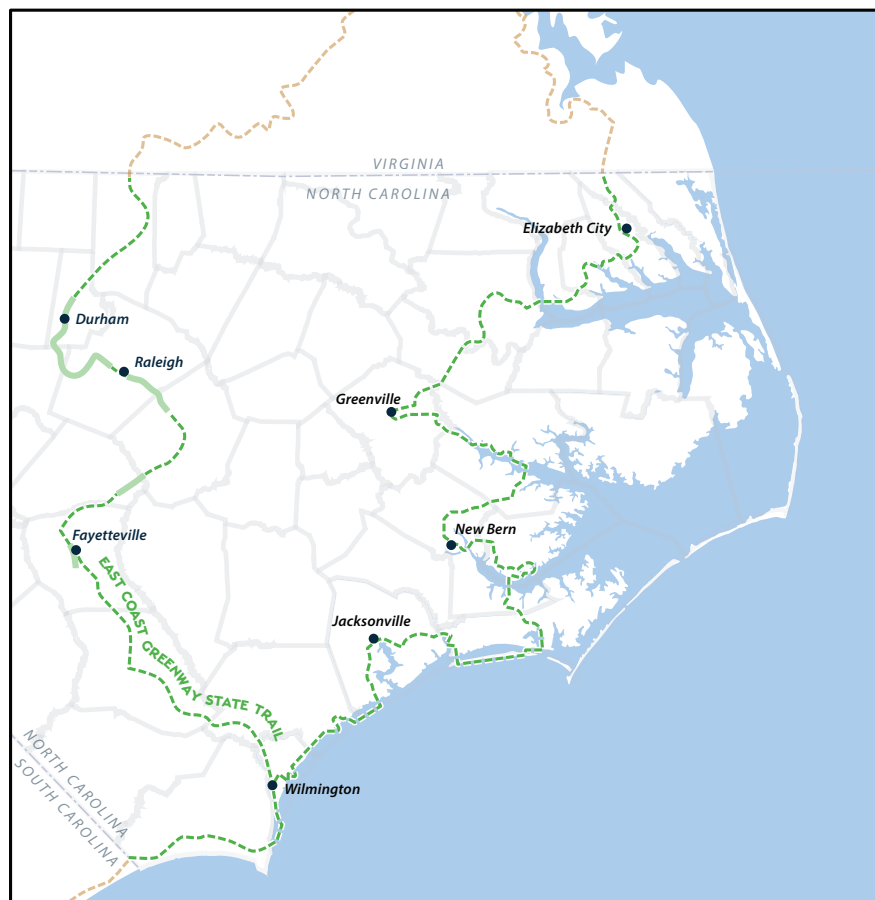 VIRGINIA
NORTH CAROLINA
Elizabeth City
Durham
Raleigh
Greenville
New Bern
Fayetteville
Jacksonville
EAST COAST GREENWAY STATE TRAIL
NORTH CAROLINA
SOUTH CAROLINA
Wilmington